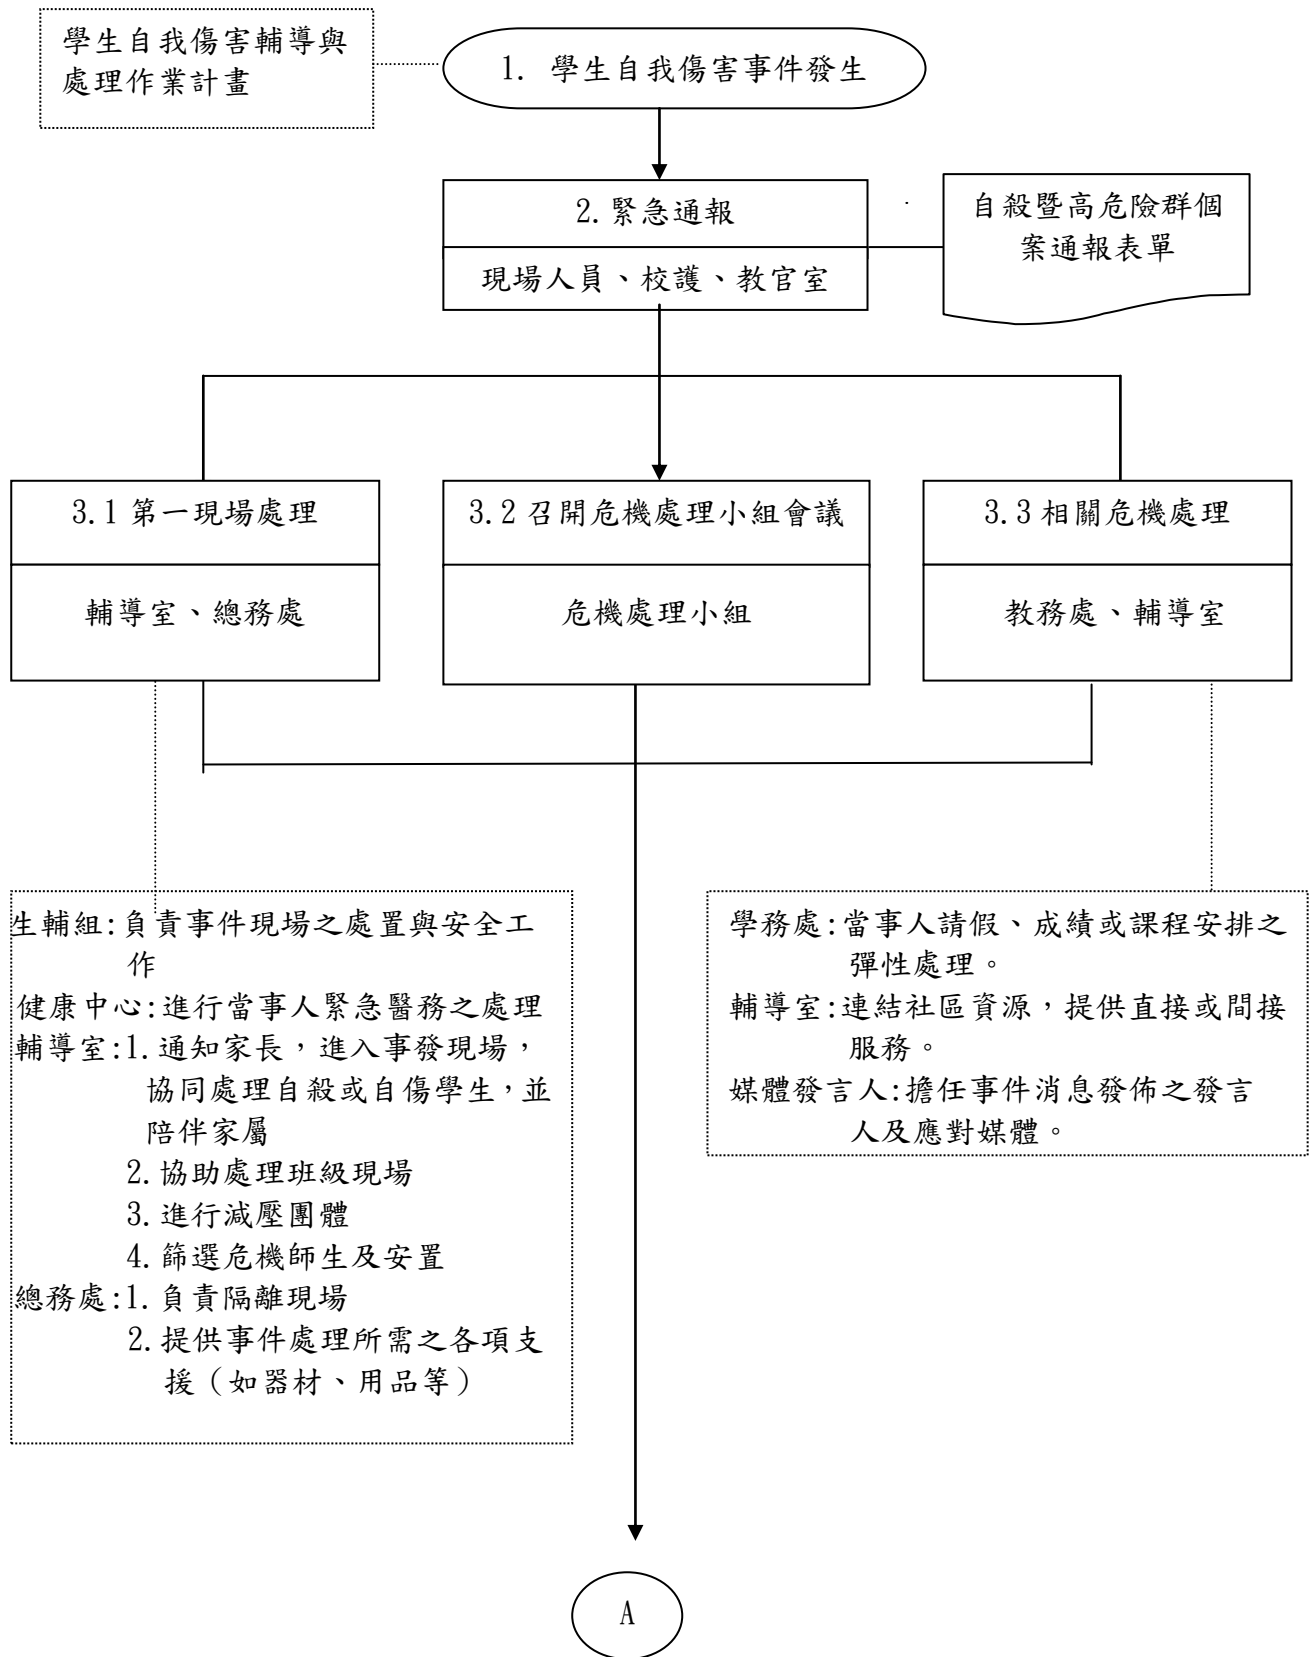 學生自我傷害輔導與
處理作業計畫
1. 學生自我傷害事件發生
2.緊急通報
現場人員、校護、教官室
自殺暨高危險群個
案通報表單
3.1 第一現場處理
輔導室、總務處
3.2 召開危機處理小組會議
危機處理小組
3.3 相關危機處理
教務處、輔導室
生輔組:負責事件現場之處置與安全工
作
健康中心:進行當事人緊急醫務之處理
輔導室:1.通知家長，進入事發現場，
協同處理自殺或自傷學生，並
陪伴家屬
2.協助處理班級現場
3.進行減壓團體
4.篩選危機師生及安置
總務處:1.負責隔離現場
2.提供事件處理所需之各項支
援（如器材、用品等）
學務處:當事人請假、成績或課程安排之
彈性處理。
輔導室:連結社區資源，提供直接或間接
服務。
媒體發言人:擔任事件消息發佈之發言
人及應對媒體。
A